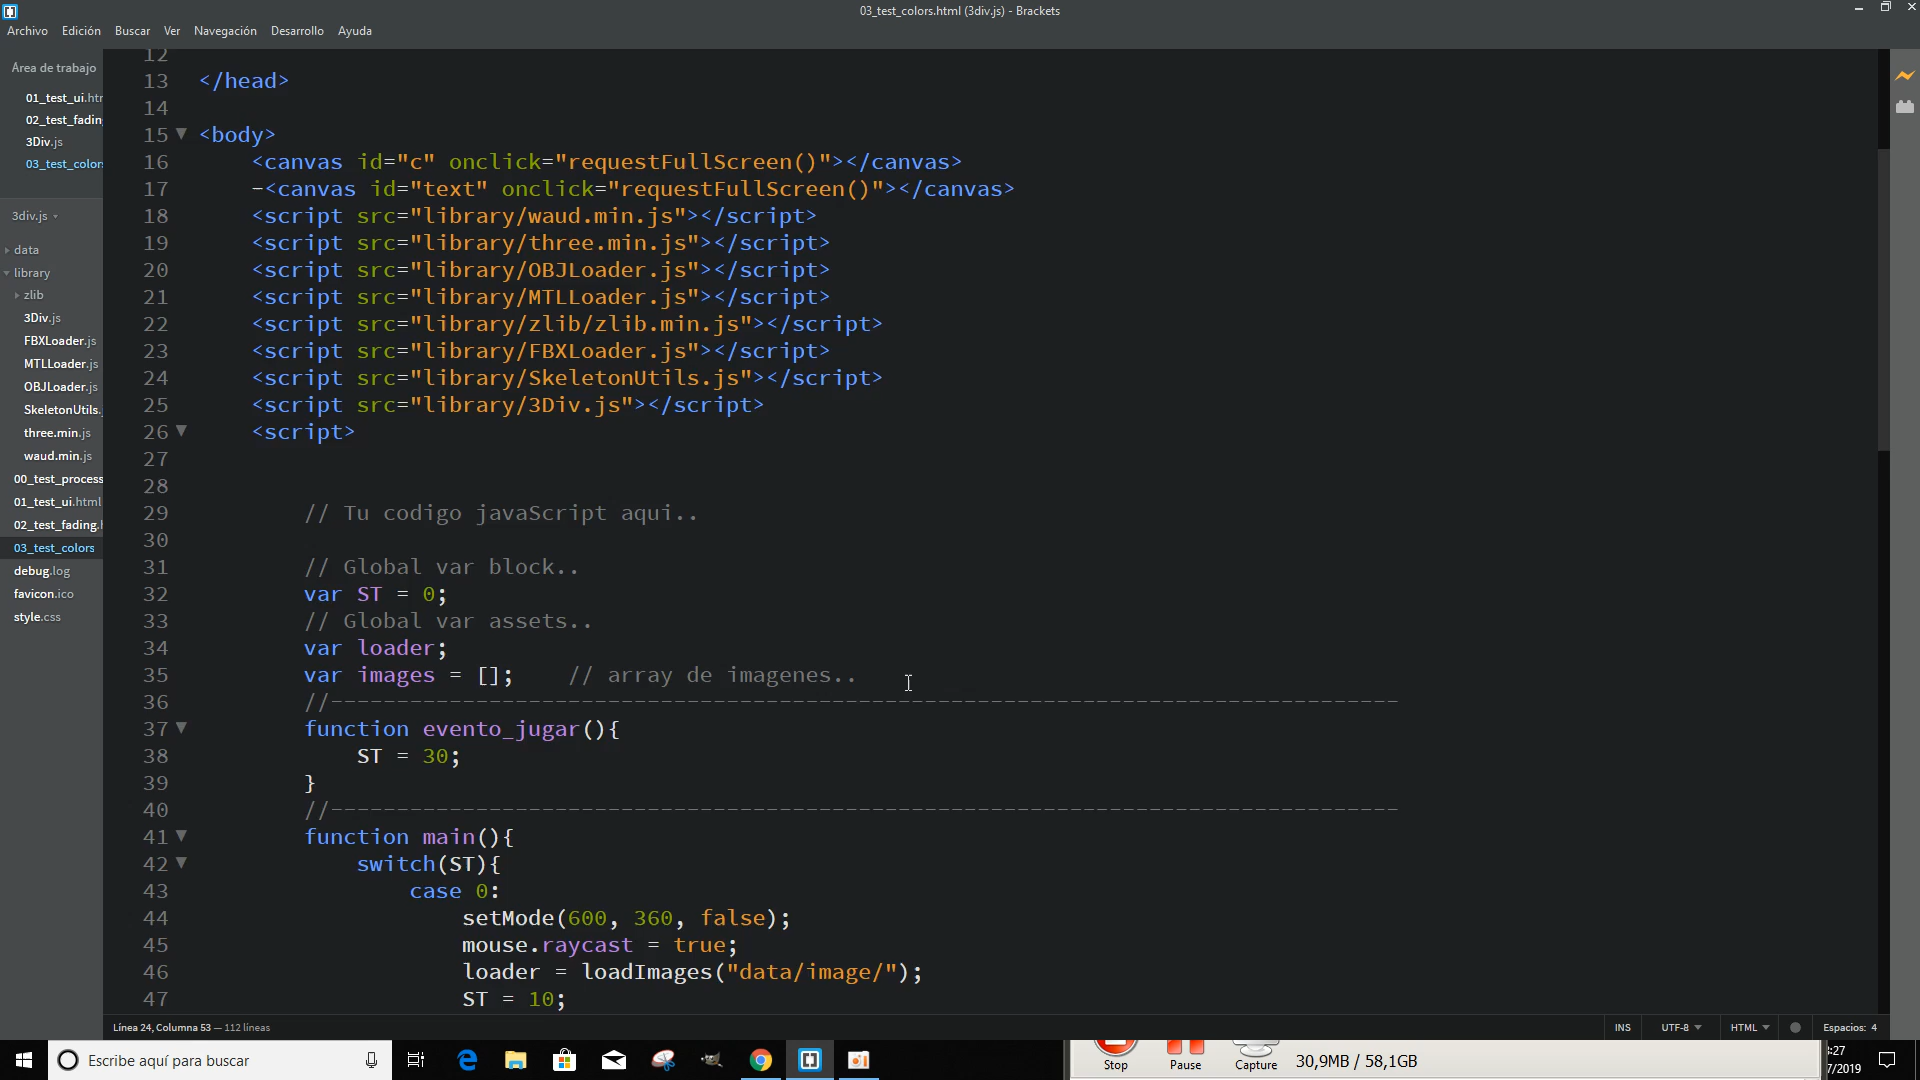 03_test_colors.html (3div.js) - Brackets
Archivo Edición Buscar Ver Navegación Desarrollo Ayuda
Área de trabajo
01_test_ui.htm
02_test_fadin
3Div.js
03_test_color
3div.js
data
library
zlib
3Div.js
FBXLoader.js
MTLLoader.js
OBJLoader.js
SkeletonUtils.
three.min.js
waud.min.js
00_test_process
01_test_ui.html
02_test_fading.
03_test_colors
debug.log
favicon.ico
style.css
12
13 </head>
14
15 <body>
16 <canvas id="c" onclick="requestFullScreen()"></canvas>
17 -<canvas id="text" onclick="requestFullScreen()"></canvas>
18 <script src="library/waud.min.js"></script>
19 <script src="library/three.min.js"></script>
20 <script src="library/OBJLoader.js"></script>
21 <script src="library/MTLLoader.js"></script>
22 <script src="library/zlib/zlib.min.js"></script>
23 <script src="library/FBXLoader.js"></script>
24 <script src="library/SkeletonUtils.js"></script>
25 <script src="library/3Div.js"></script>
26 <script>
27
28
29 // Tu codigo javaScript aqui..
30
31 // Global var block..
32 var ST = 0;
33 // Global var assets..
34 var loader;
35 var images = []; // array de imagenes..
36 //---------------------------------------------------------------------------------
37 function evento_jugar(){
38 ST = 30;
39 }
40 //---------------------------------------------------------------------------------
41 function main(){
42 switch(ST){
43 case 0:
44 setMode(600, 360, false);
45 mouse.raycast = true;
46 loader = loadImages("data/image/");
47 ST = 10;
Línea 24, Columna 53 — 112 líneas
INS UTF-8 HTML Espacios: 4
Escribe aquí para buscar
Stop Pause Capture 30,9MB / 58,1GB
:27
7/2019